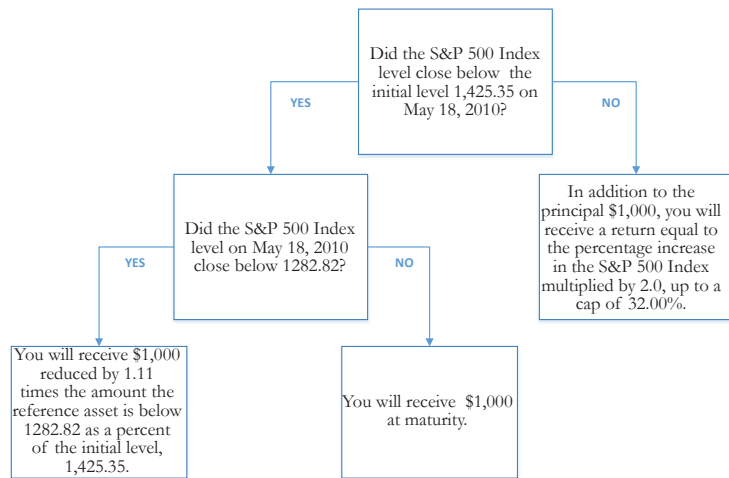 Did the S&P 500 Index
level close below the
initial level 1,425.35 on
May 18, 2010?
YES
NO
Did the S&P 500 Index
level on May 18, 2010
close below 1282.82?
In addition to the
principal $1,000, you will
receive a return equal to
the percentage increase
in the S&P 500 Index
multiplied by 2.0, up to a
cap of 32.00%.
YES
NO
You will receive $1,000
reduced by 1.11
times the amount the
reference asset is below
1282.82 as a percent
of the initial level,
1,425.35.
You will receive $1,000
at maturity.